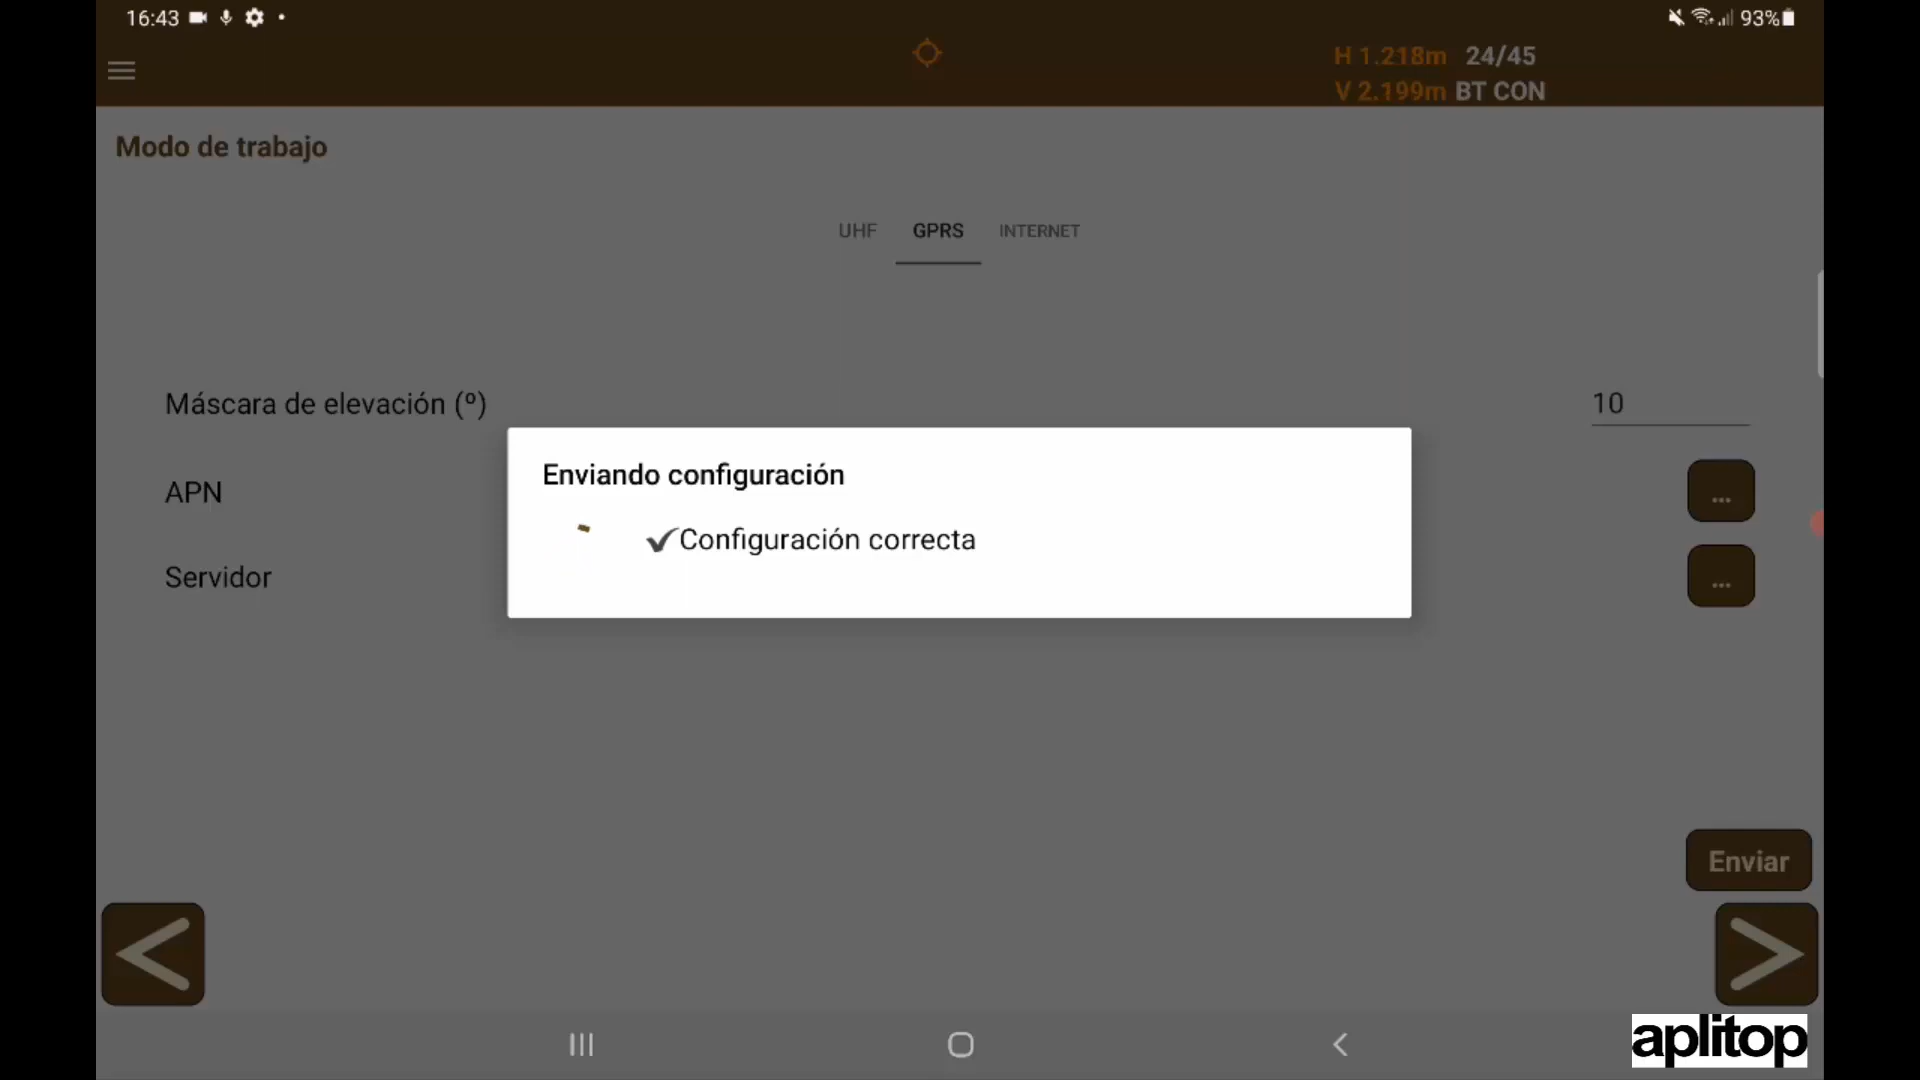 16:43
93%
H 1.218m 24/45
V 2.199m BT CON
Modo de trabajo
UHF GPRS INTERNET
Máscara de elevación (º) 10
Enviando configuración
APN ...
✓Configuración correcta
Servidor ...
Enviar
aplitop